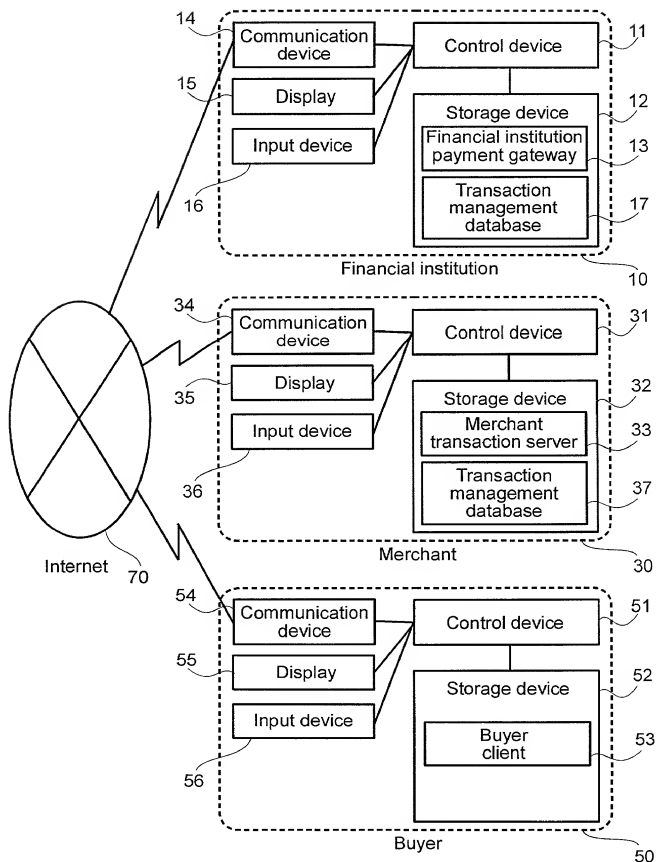 14
Communication
device
Control device
11
15
Display
Storage device
12
Input device
Financial institution
payment gateway
13
16
Transaction
management
database
17
Financial institution
10
34
Communication
device
Control device
31
35
Display
Storage device
32
Input device
Merchant
transaction server
33
36
Transaction
management
database
37
Internet
70
Merchant
30
54
Communication
device
Control device
51
55
Display
Storage device
52
Input device
Buyer
client
53
56
Buyer
50